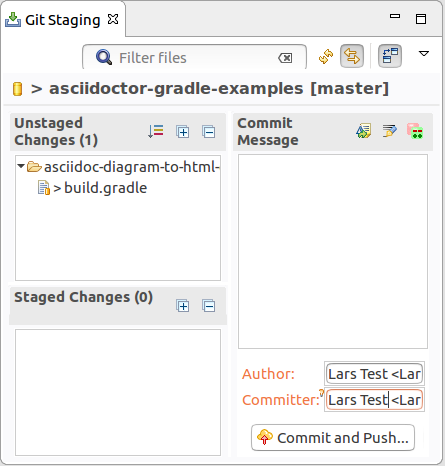 Git Staging
Filter files
> asciidoctor-gradle-examples [master]
Unstaged
Changes (1)
asciidoc-diagram-to-html-
> build.gradle
Staged Changes (0)
Commit
Message
Author:
Lars Test <Lar
Committer:
Lars Test <Lar
Commit and Push...